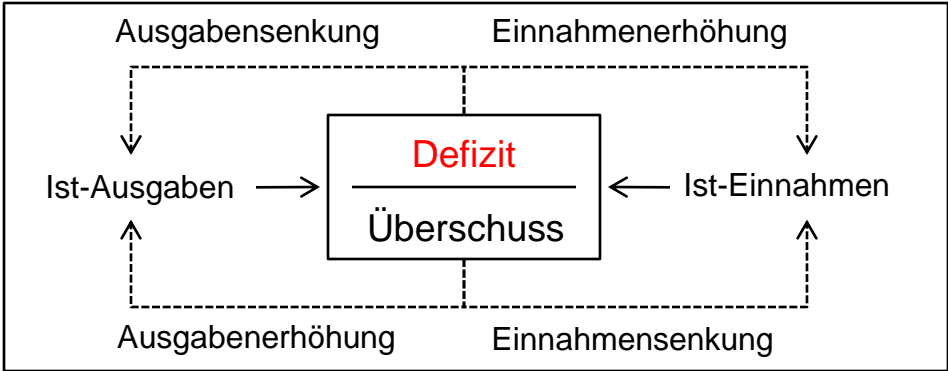 Ausgabensenkung Einnahmenerhöhung
Defizit
Ist-Ausgaben Ist-Einnahmen
Überschuss
Ausgabenerhöhung Einnahmensenkung